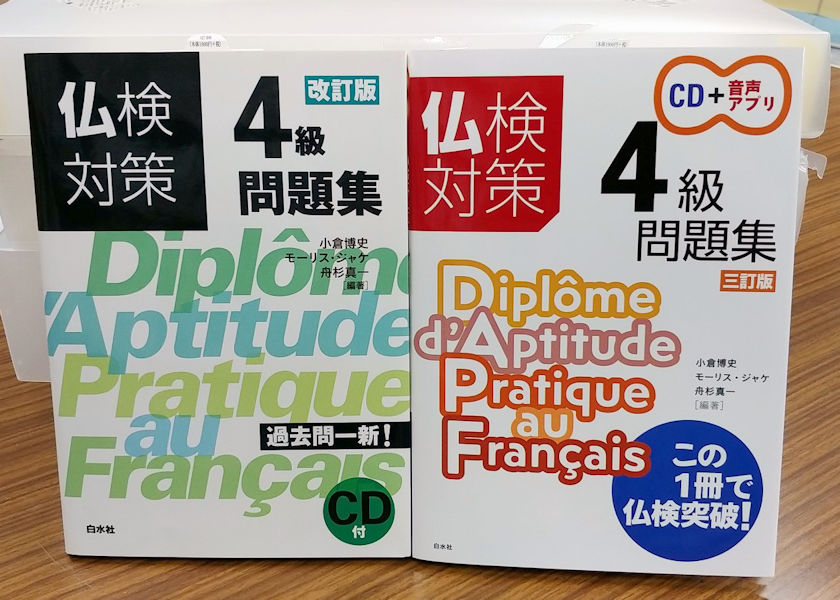 仏検
対策
4級
改訂版
問題集
小倉博史
モーリス・ジャケ
舟杉真一
[編著]
Diplôme
d'Aptitude
Pratique
au
Français
過去問一新!
CD
付
白水社
仏検
対策
CD+音声
アプリ
4級
問題集
三訂版
Diplôme
d'Aptitude
Pratique
au
Français
小倉博史
モーリス・ジャケ
舟杉真一
[編著]
この
1冊で
仏検突破!
白水社